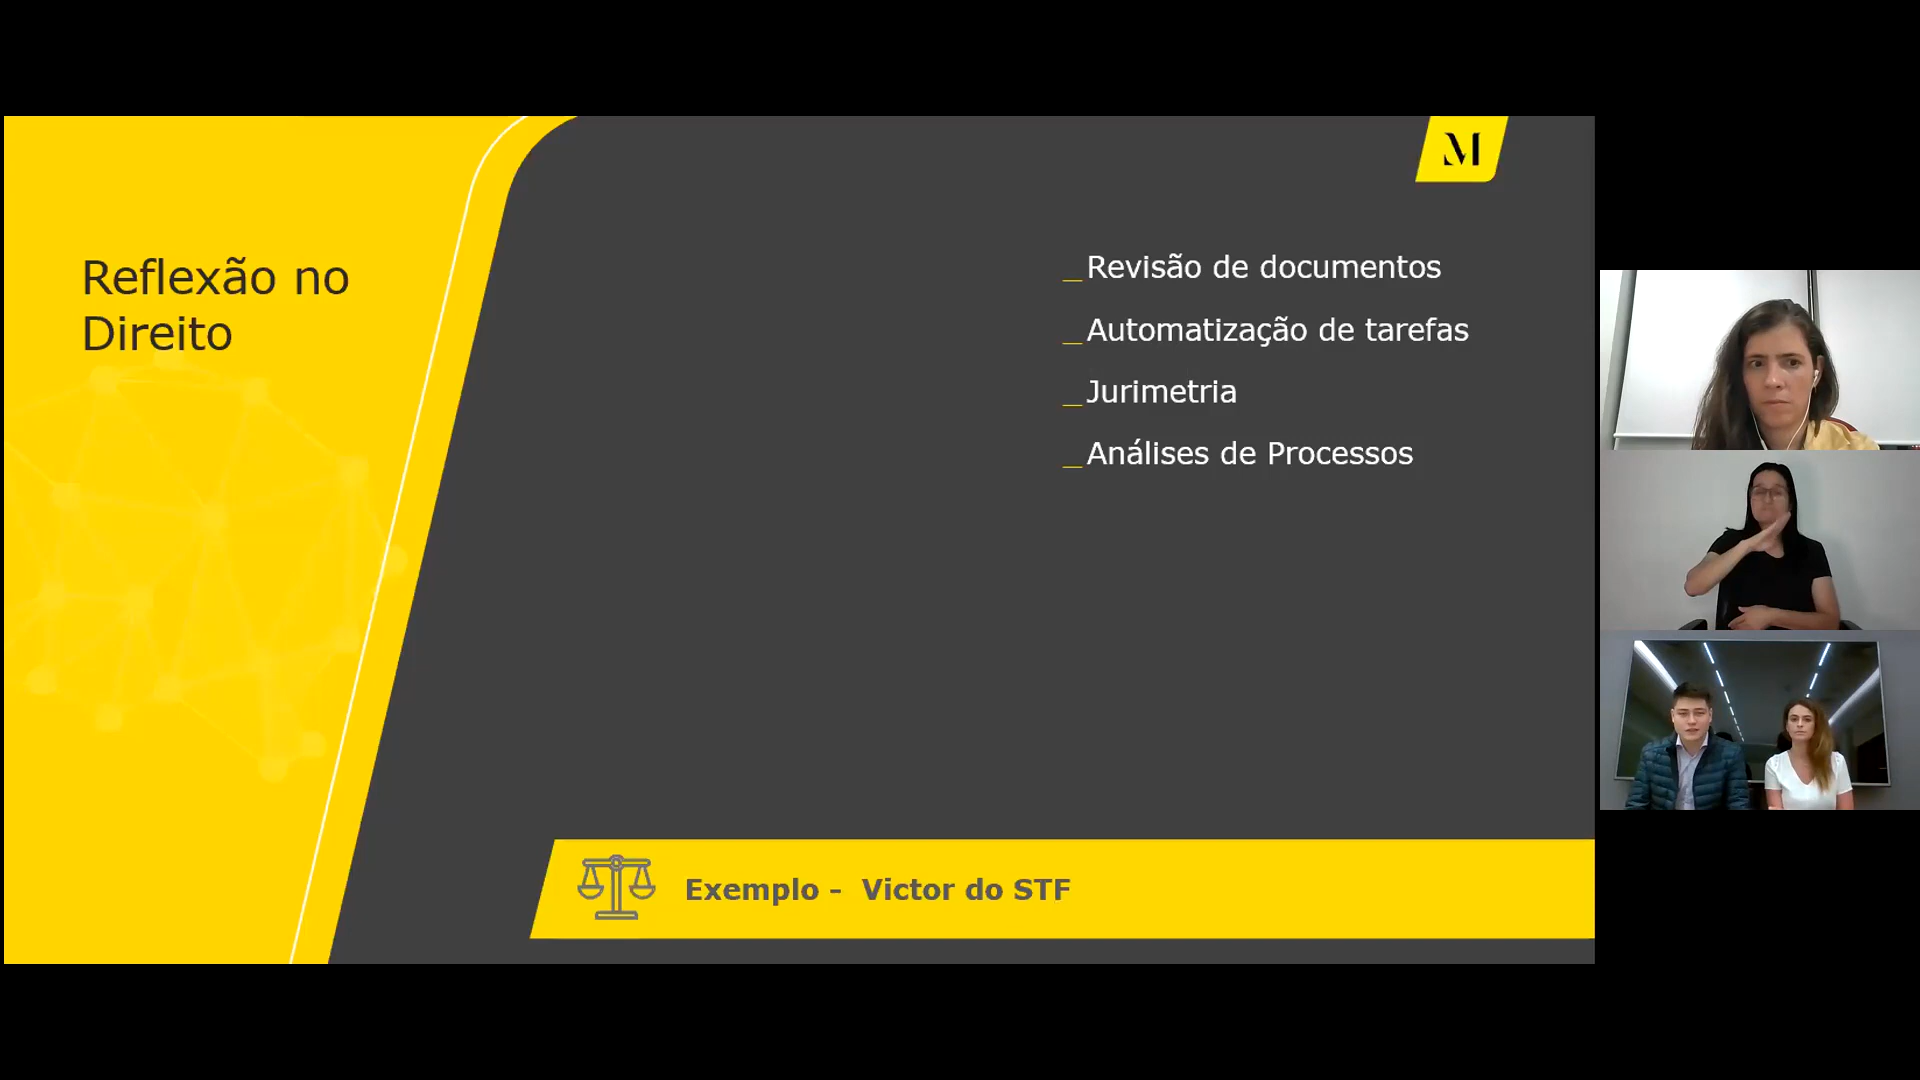 M
Reflexão no
Direito
_Revisão de documentos
_Automatização de tarefas
_Jurimetria
_Análises de Processos
Exemplo - Victor do STF